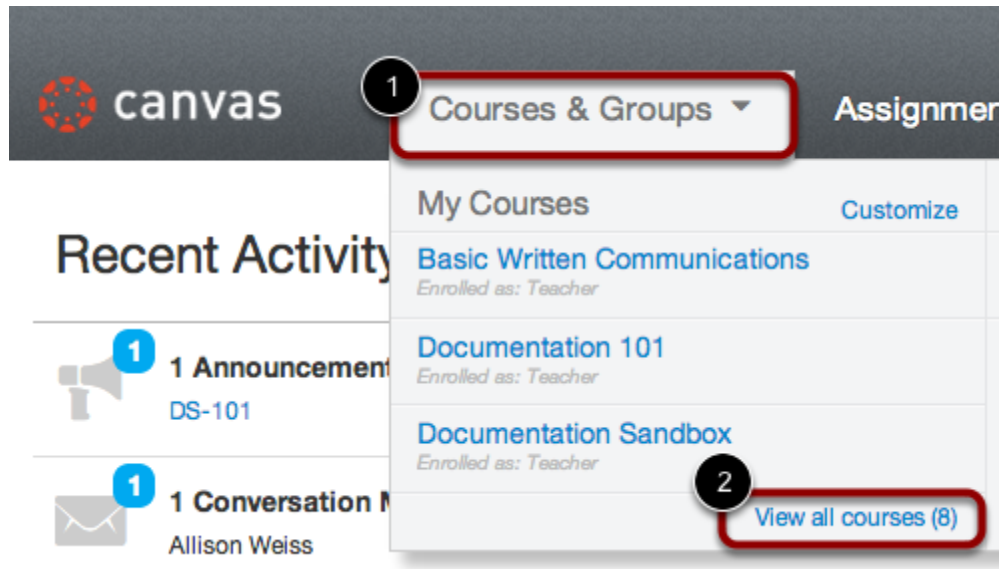 canvas
1
Courses & Groups
Assignmen
My Courses
Customize
Recent Activity
Basic Written Communications
Enrolled as: Teacher
1
1 Announcement
DS-101
Documentation 101
Enrolled as: Teacher
Documentation Sandbox
Enrolled as: Teacher
2
1
1 Conversation M
Allison Weiss
View all courses (8)